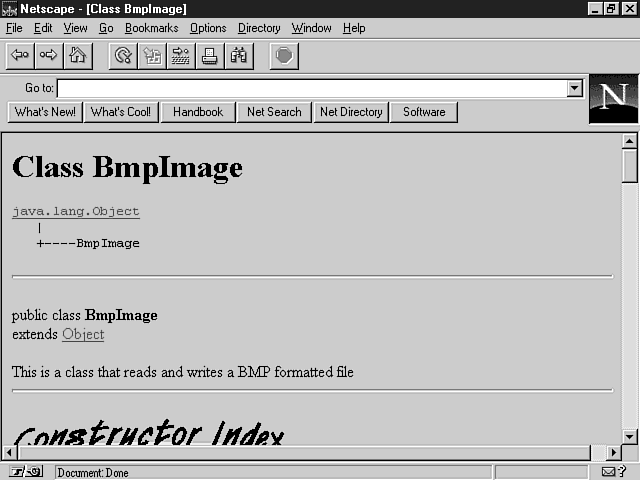 Netscape - [Class BmpImage]
File Edit View Go Bookmarks Options Directory Window Help
Go to:
N
What's New! What's Cool! Handbook Net Search Net Directory Software
Class BmpImage
java.lang.Object
|
+----BmpImage
public class BmpImage
extends Object
This is a class that reads and writes a BMP formatted file
Constructor Index
Document: Done
?